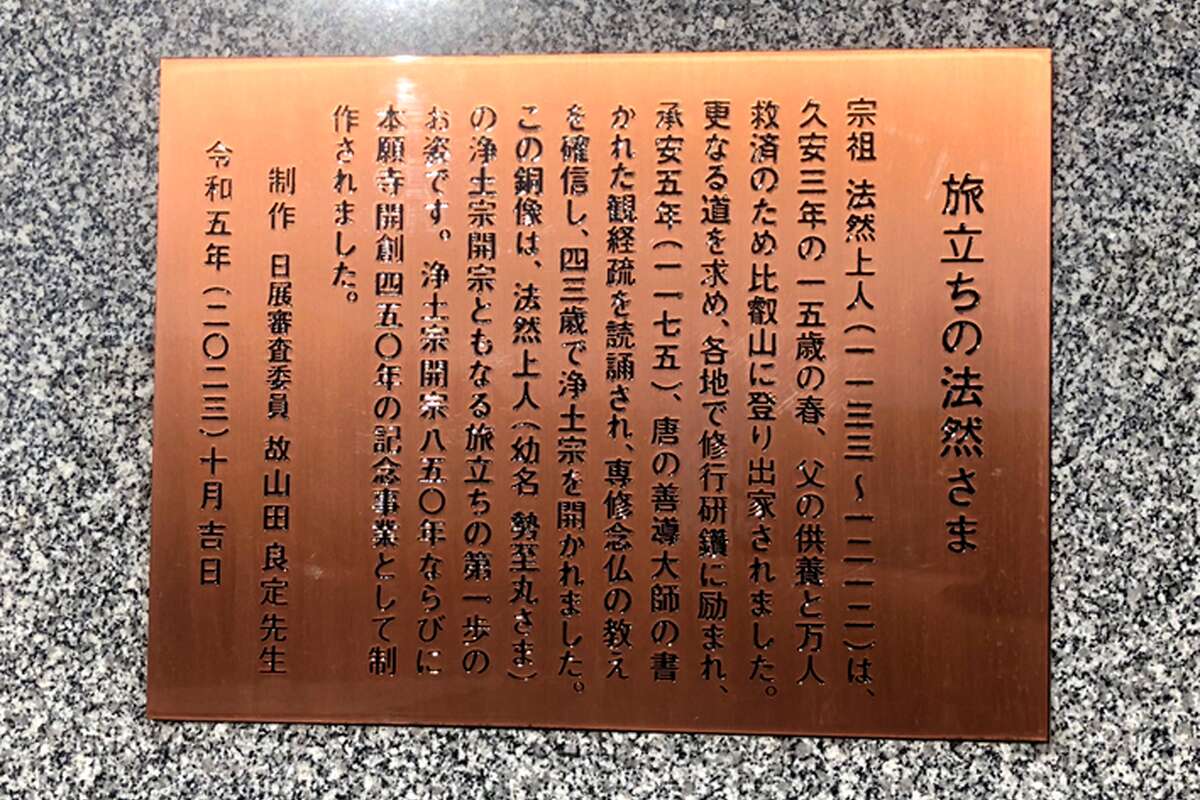 旅立ちの法然さま
宗祖 法然上人(一一三三～一二一二)は、
久安三年の一五歳の春、父の供養と万人
救済のため比叡山に登り出家されました。
更なる道を求め、各地で修行研鑽に励まれ、
承安五年(一一七五)、唐の善導大師の書
かれた観経疏を読誦され、専修念仏の教え
を確信し、四三歳で浄土宗を開かれました。
この銅像は、法然上人(幼名 勢至丸さま)
の浄土宗開宗ともなる旅立ちの第一歩の
お姿です。浄土宗開宗八五〇年ならびに
本願寺開創四五〇年の記念事業として制
作されました。
制作 日展審査委員 故山田良定先生
令和五年(二〇二三)十月吉日